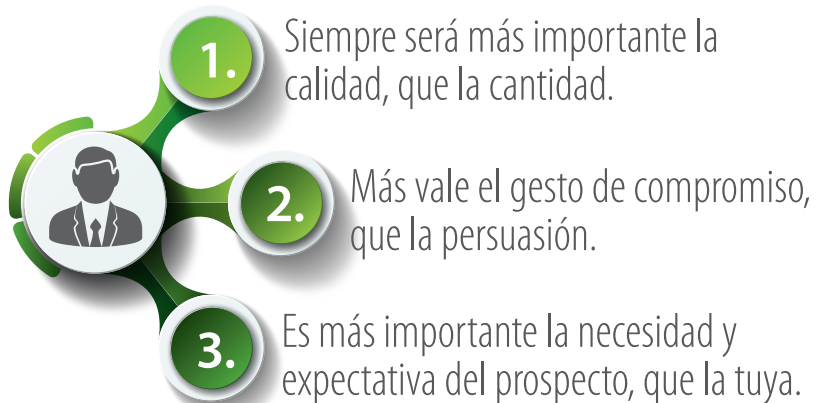 1.
Siempre será más importante la
calidad, que la cantidad.
2.
Más vale el gesto de compromiso,
que la persuasión.
3.
Es más importante la necesidad y
expectativa del prospecto, que la tuya.